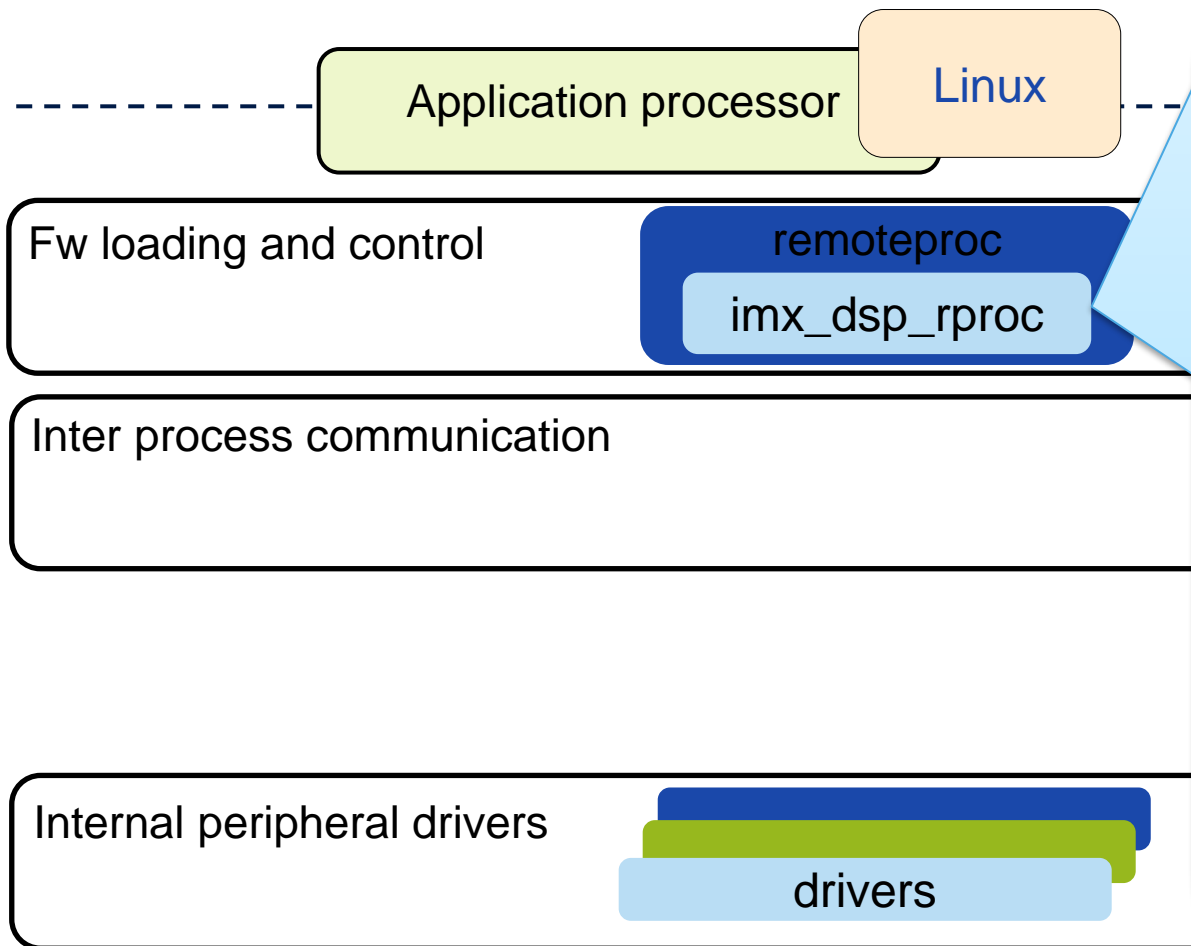 Application processor
Linux
Fw loading and control
remoteproc
imx_dsp_rproc
Inter process communication
Internal peripheral drivers
drivers